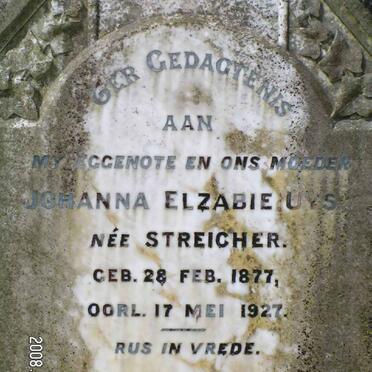 TER GEDAGTENIS
AAN
MY EGGENOTE EN ONS MOEDER
JOHANNA ELZABIE UYS
NÉE STREICHER.
GEB. 28 FEB. 1877,
OORL. 17 MEI 1927.
RUS IN VREDE.
2008